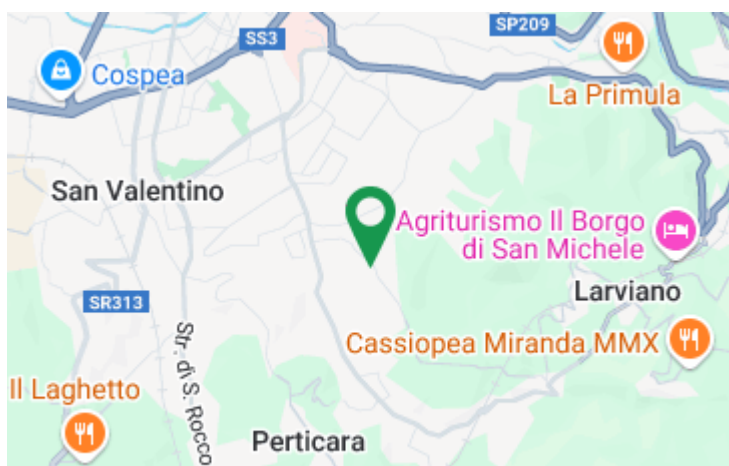 SP209
SS3
Cospea
La Primula
San Valentino
Agriturismo Il Borgo
di San Michele
Larviano
SR313
Str. di S. Rocco
Cassiopea Miranda MMX
Il Laghetto
Perticara